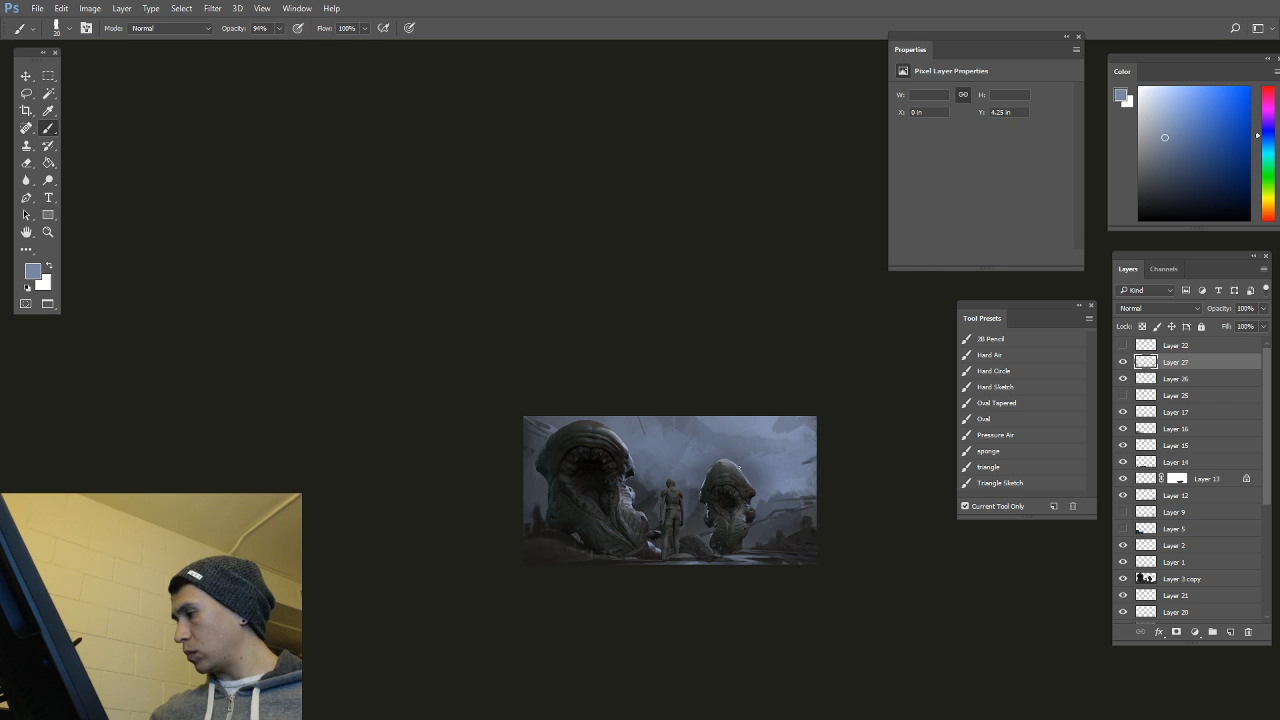 Ps File Edit Image Layer Type Select Filter 3D View Window Help
20 Mode: Normal Opacity: 94% Flow: 100%
Properties
Pixel Layer Properties
W: H:
X: 0 in Y: 4.25 in
Color
Tool Presets
2B Pencil
Hard Air
Hard Circle
Hard Sketch
Oval Tapered
Oval
Pressure Air
sponge
triangle
Triangle Sketch
Current Tool Only
Layers Channels
Kind
Normal Opacity: 100%
Lock: Fill: 100%
Layer 22
Layer 27
Layer 26
Layer 25
Layer 17
Layer 16
Layer 15
Layer 14
Layer 13
Layer 12
Layer 9
Layer 5
Layer 2
Layer 1
Layer 3 copy
Layer 21
Layer 20
fx